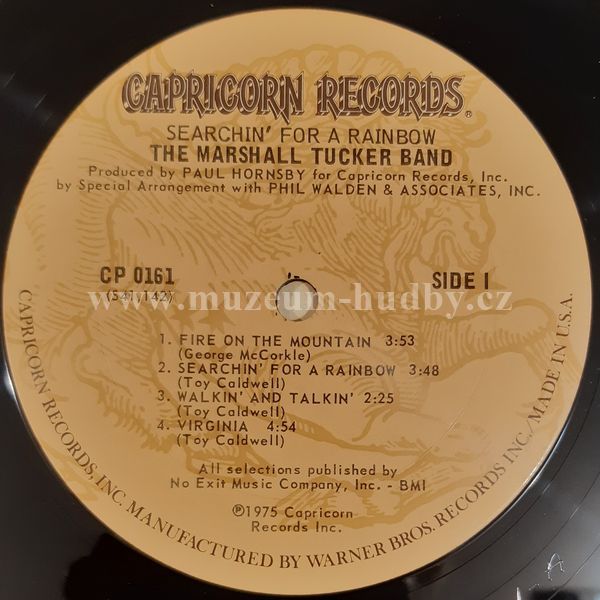 CAPRICORN RECORDS®
SEARCHIN' FOR A RAINBOW
THE MARSHALL TUCKER BAND
Produced by PAUL HORNSBY for Capricorn Records, Inc.
by Special Arrangement with PHIL WALDEN & ASSOCIATES, INC.
CP 0161
(541,142)
SIDE I
www.muzeum-hudby.cz
1. FIRE ON THE MOUNTAIN 3:53
(George McCorkle)
2. SEARCHIN' FOR A RAINBOW 3:48
(Toy Caldwell)
3. WALKIN' AND TALKIN' 2:25
(Toy Caldwell)
4. VIRGINIA 4:54
(Toy Caldwell)
All selections published by
No Exit Music Company, Inc. - BMI
℗1975 Capricorn
Records Inc.
CAPRICORN RECORDS, INC. MANUFACTURED BY WARNER BROS. RECORDS INC./MADE IN U.S.A.